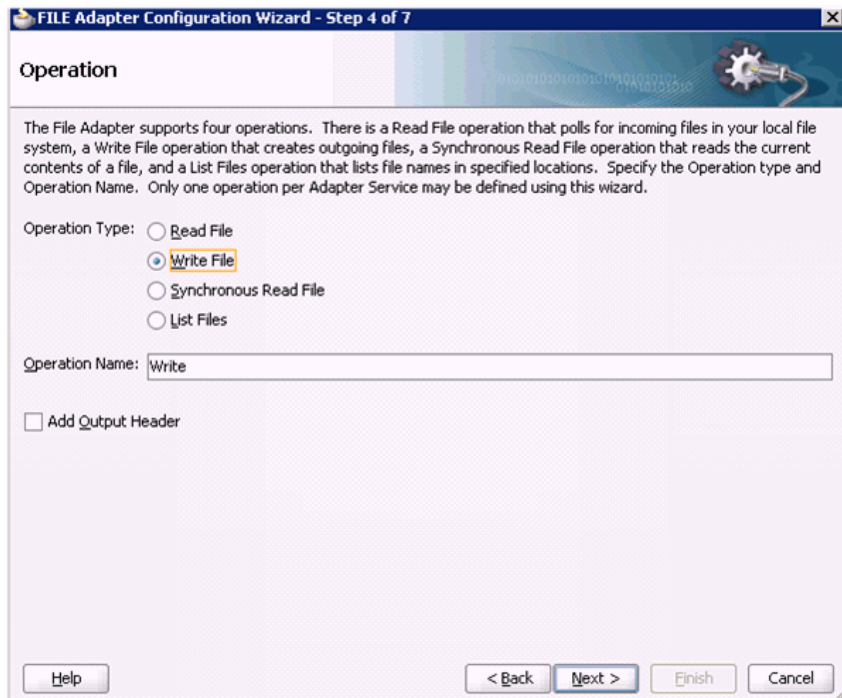 FILE Adapter Configuration Wizard - Step 4 of 7
Operation
The File Adapter supports four operations. There is a Read File operation that polls for incoming files in your local file
system, a Write File operation that creates outgoing files, a Synchronous Read File operation that reads the current
contents of a file, and a List Files operation that lists file names in specified locations. Specify the Operation type and
Operation Name. Only one operation per Adapter Service may be defined using this wizard.
Operation Type: Read File
Write File
Synchronous Read File
List Files
Operation Name: Write
Add Output Header
Help < Back Next > Finish Cancel